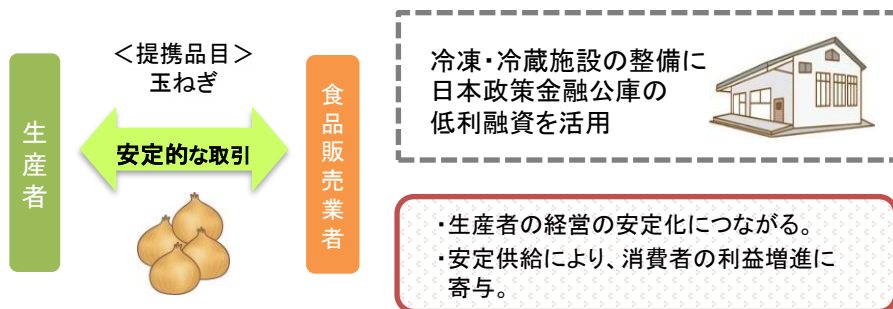 生産者
＜提携品目＞
玉ねぎ
安定的な取引
食品販売業者
冷凍・冷蔵施設の整備に
日本政策金融公庫の
低利融資を活用
・生産者の経営の安定化につながる。
・安定供給により、消費者の利益増進に
寄与。